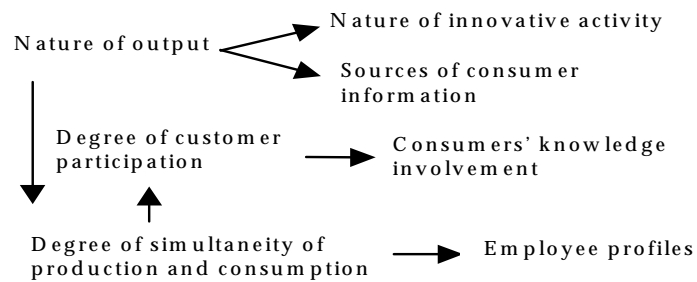 Nature of innovative activity
Nature of output
Sources of consumer
information
Degree of customer
participation
Consumers' knowledge
involvement
Degree of simultaneity of
production and consumption
Employee profiles